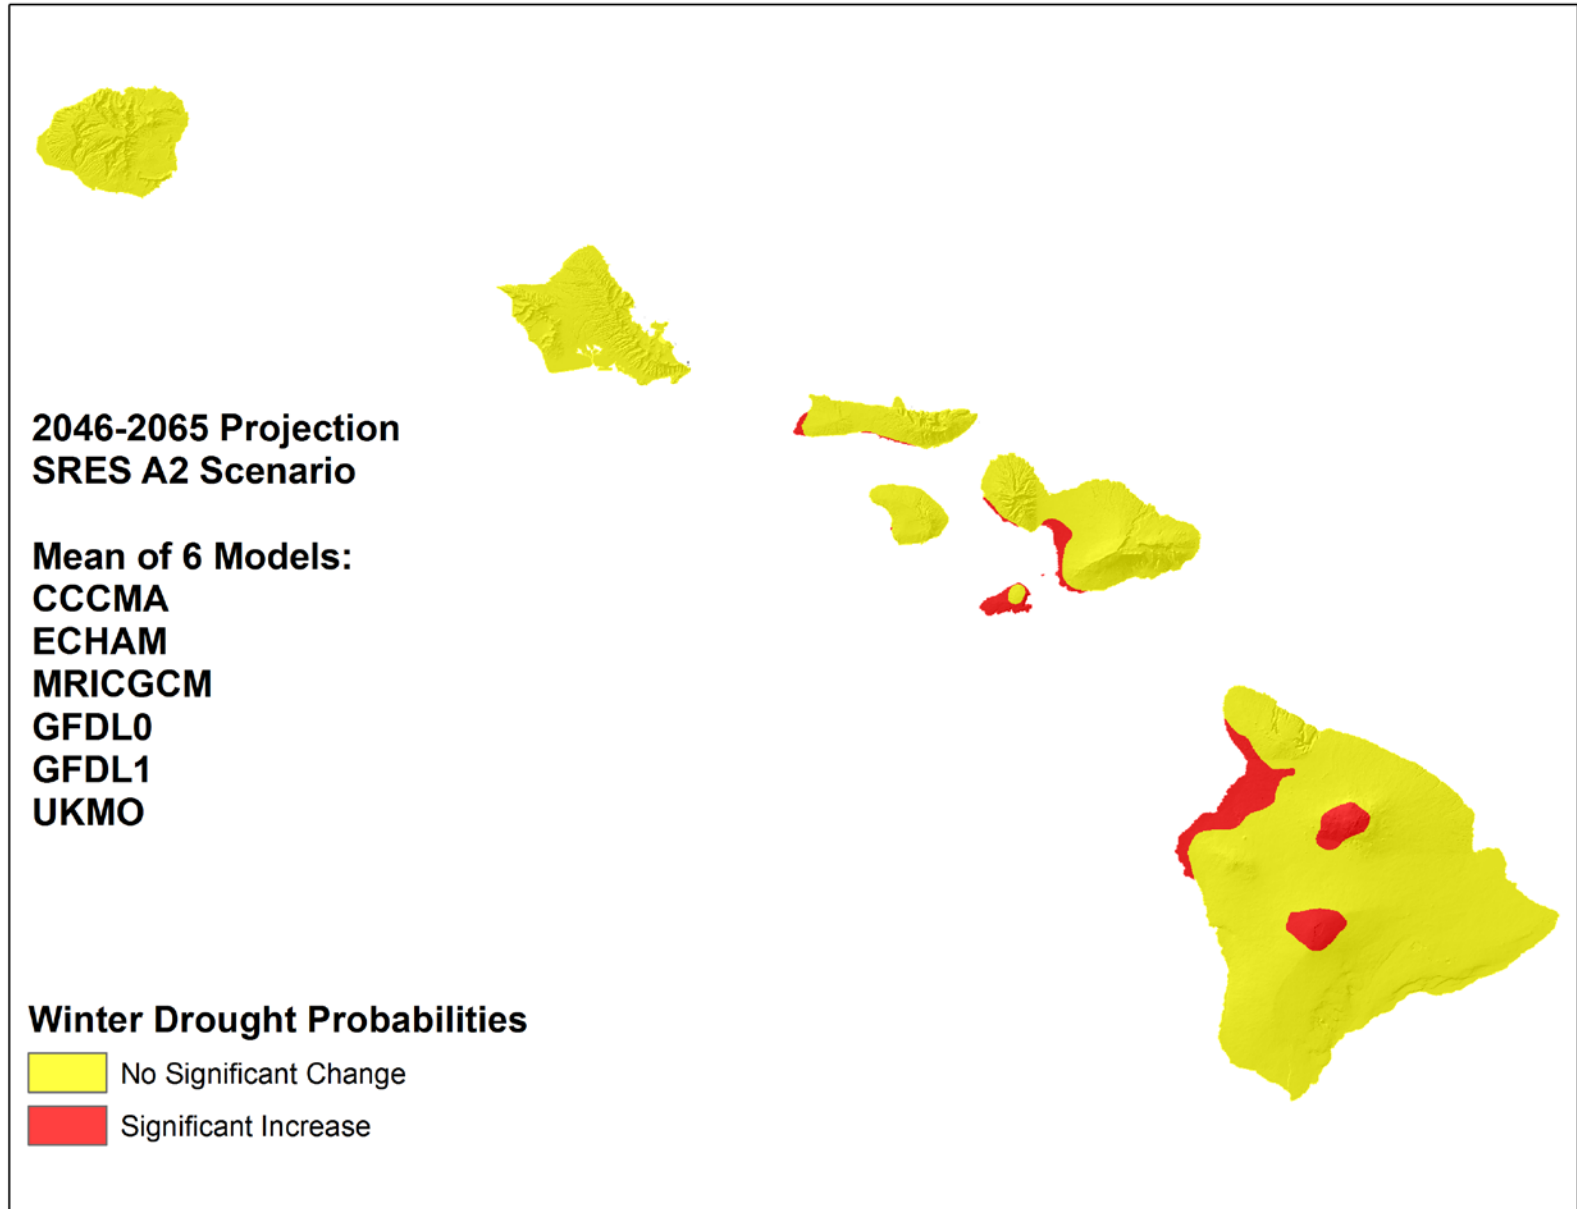 2046-2065 Projection
SRES A2 Scenario
Mean of 6 Models:
CCCMA
ECHAM
MRICGCM
GFDL0
GFDL1
UKMO
Winter Drought Probabilities
No Significant Change
Significant Increase